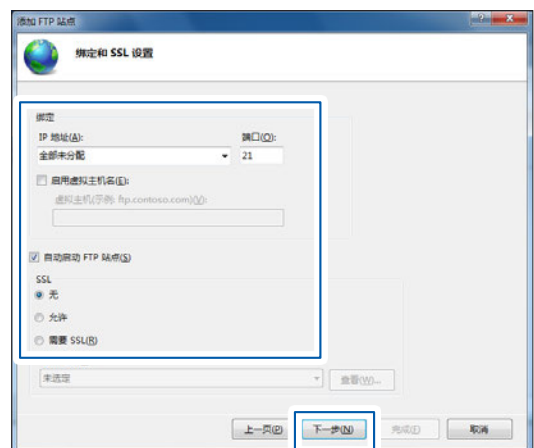 添加 FTP 站点
绑定和 SSL 设置
绑定
IP 地址(A): 端口(O):
全部未分配 21
启用虚拟主机名(E):
虚拟主机(示例: ftp.contoso.com)(V):
自动启动 FTP 站点(S)
SSL
无
允许
需要 SSL(R)
未选定 查看(W)...
上一页(P) 下一步(N) 完成(F) 取消